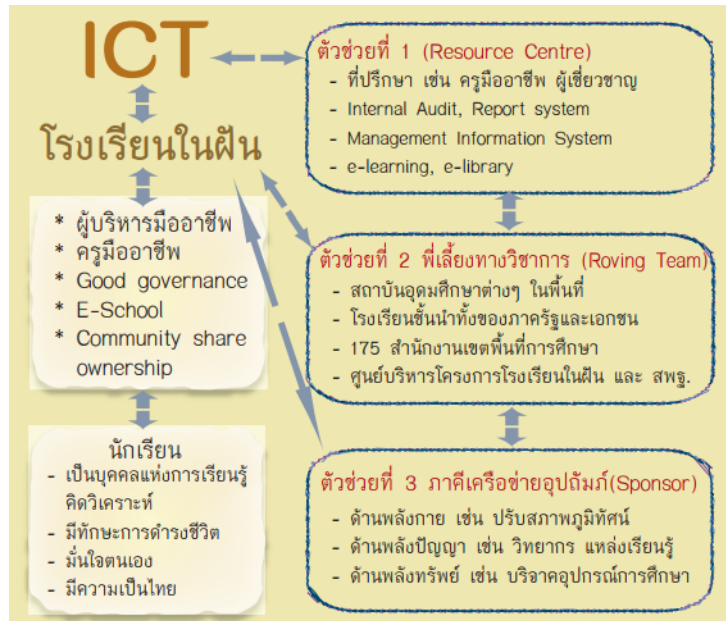 ICT
โรงเรียนในฝัน
* ผู้บริหารมืออาชีพ
* ครูมืออาชีพ
* Good governance
* E-School
* Community share
ownership
นักเรียน
- เป็นบุคคลแห่งการเรียนรู้
คิดวิเคราะห์
- มีทักษะการดำรงชีวิต
- มั่นใจตนเอง
- มีความเป็นไทย
ตัวช่วยที่ 1 (Resource Centre)
- ที่ปรึกษา เช่น ครูมืออาชีพ ผู้เชี่ยวชาญ
- Internal Audit, Report system
- Management Information System
- e-learning, e-library
ตัวช่วยที่ 2 พี่เลี้ยงทางวิชาการ (Roving Team)
- สถาบันอุดมศึกษาต่างๆ ในพื้นที่
- โรงเรียนชั้นนำทั้งของภาครัฐและเอกชน
- 175 สำนักงานเขตพื้นที่การศึกษา
- ศูนย์บริหารโครงการโรงเรียนในฝัน และ สพฐ.
ตัวช่วยที่ 3 ภาคีเครือข่ายอุปถัมภ์(Sponsor)
- ด้านพลังกาย เช่น ปรับสภาพภูมิทัศน์
- ด้านพลังปัญญา เช่น วิทยากร แหล่งเรียนรู้
- ด้านพลังทรัพย์ เช่น บริจาคอุปกรณ์การศึกษา